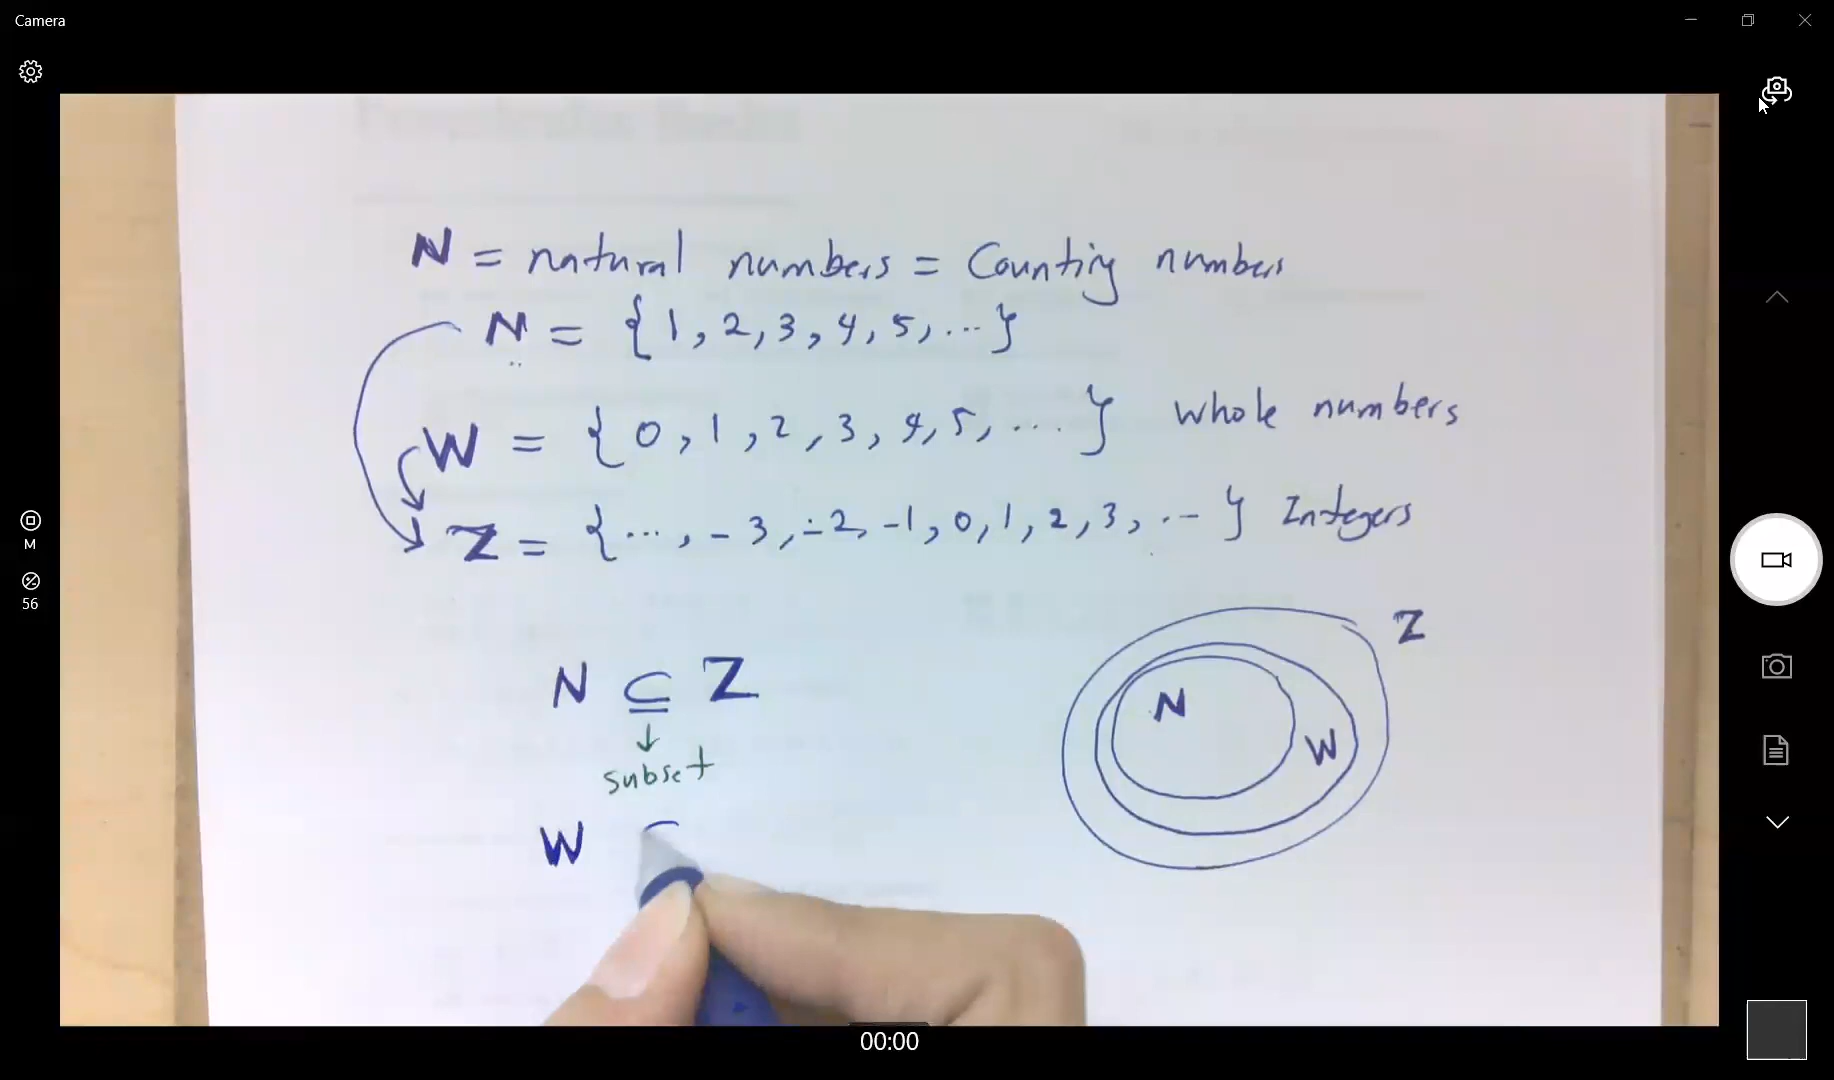 Camera
N = natural numbers = Counting numbers
N = {1, 2, 3, 4, 5, ...}
W = {0, 1, 2, 3, 4, 5, ....} Whole numbers
Z = {..., -3, -2, -1, 0, 1, 2, 3, ...} Integers
M
56
N ⊆ Z
↓
subset
W
Z
N
W
00:00